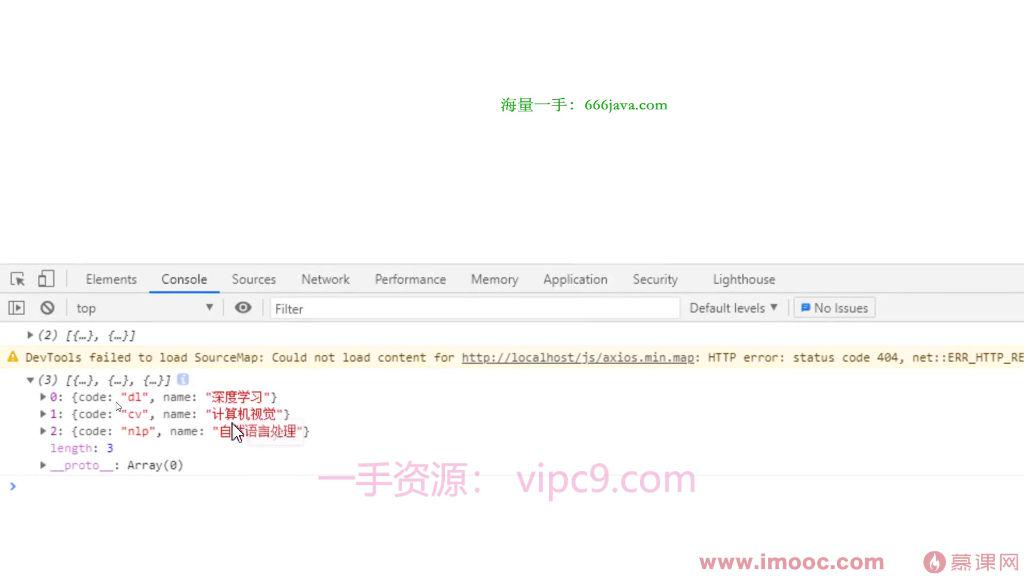 海量一手：666java.com
Elements Console Sources Network Performance Memory Application Security Lighthouse
top Filter Default levels No Issues
(2) [{…}, {…}]
DevTools failed to load SourceMap: Could not load content for http://localhost/js/axios.min.map: HTTP error: status code 404, net::ERR_HTTP_RE
(3) [{…}, {…}, {…}] i
0: {code: "dl", name: "深度学习"}
1: {code: "cv", name: "计算机视觉"}
2: {code: "nlp", name: "自然语言处理"}
length: 3
__proto__: Array(0)
一手资源： vipc9.com
www.imooc.com 慕课网